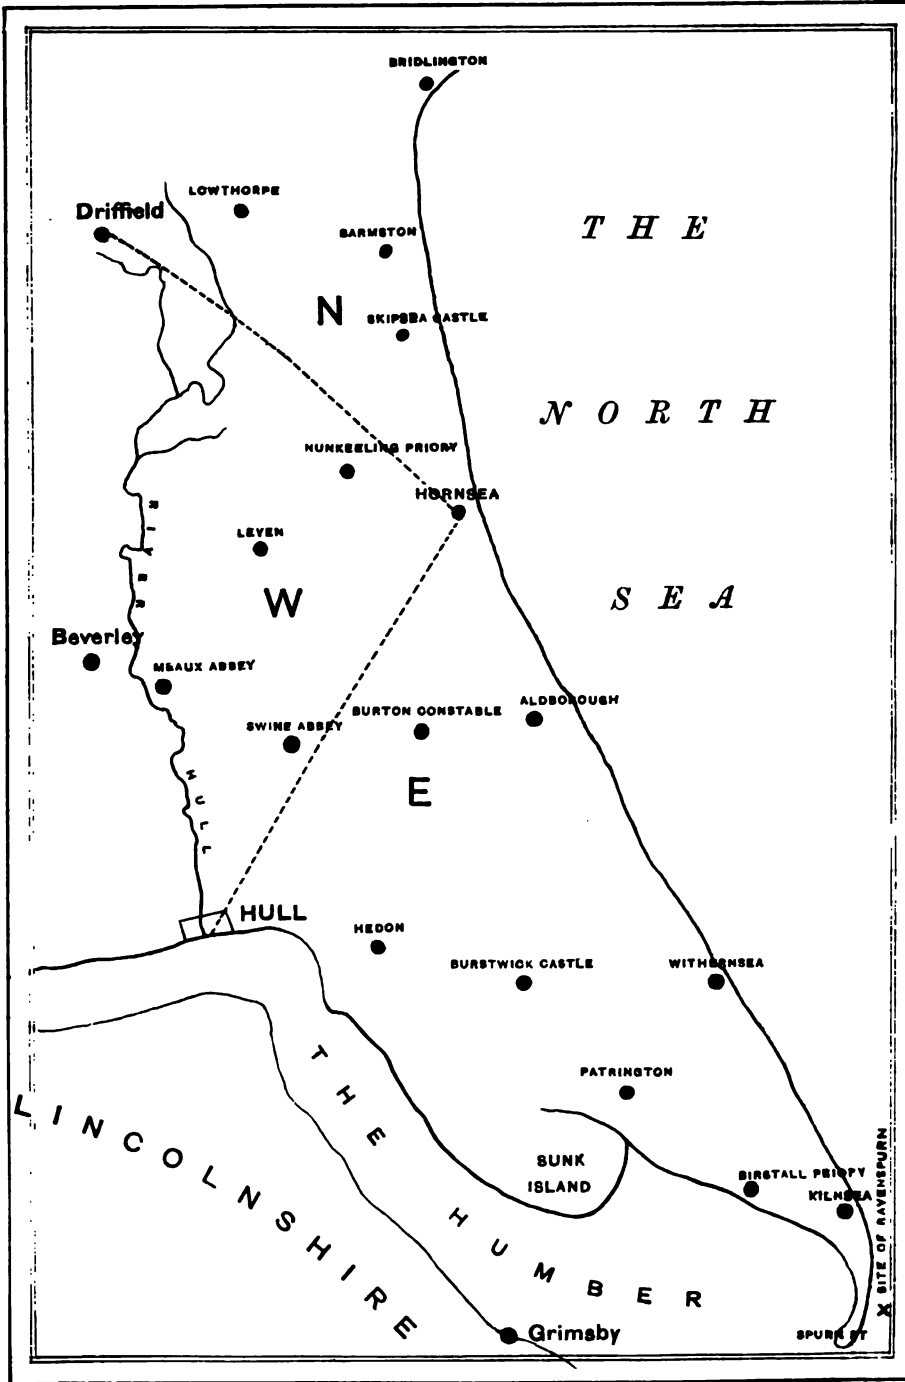 BRIDLINGTON
LOWTHORPE
Driffield
THE
BARMSTON
N
SKIPSEA CASTLE
NORTH
NUNKEELING PRIORY
HORNSEA
RIVER
LEVEN
W
SEA
Beverley
MEAUX ABBEY
ALDBOROUGH
BURTON CONSTABLE
SWINE ABBEY
E
HULL
HULL
HEDON
BURSTWICK CASTLE
WITHERNSEA
THE
PATRINGTON
LINCOLNSHIRE
SUNK
ISLAND
BIRSTALL PRIORY
KILNSEA
X SITE OF RAVENSPURN
HUMBER
Grimsby
SPURN PT